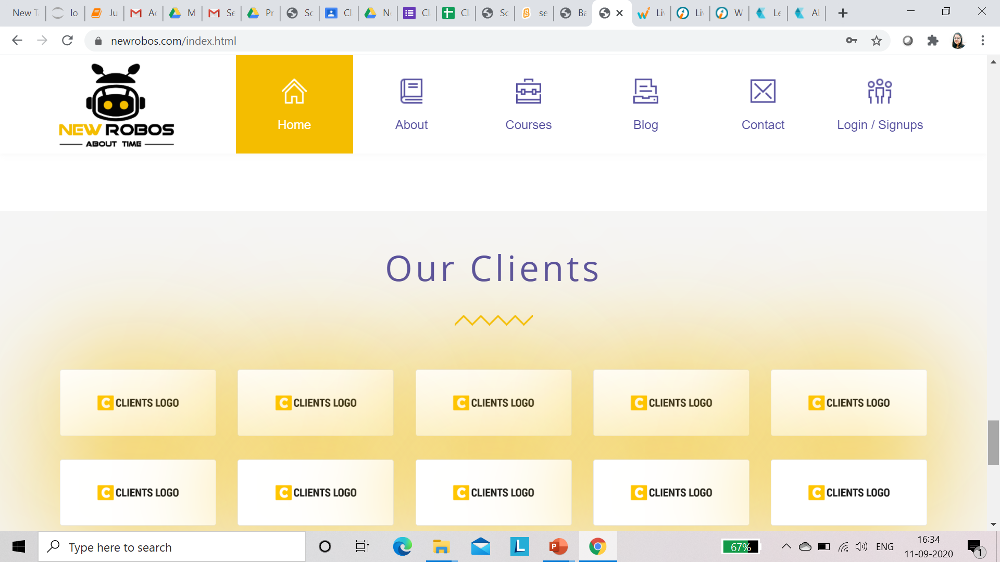 New T lo Ju Ac M Se Pr Sc Cl Ne Cl Cl Sc se Ba Liv Liv W Le Al
newrobos.com/index.html
NEW ROBOS
ABOUT TIME
Home
About
Courses
Blog
Contact
Login / Signups
Our Clients
C CLIENTS LOGO C CLIENTS LOGO C CLIENTS LOGO C CLIENTS LOGO C CLIENTS LOGO
C CLIENTS LOGO C CLIENTS LOGO C CLIENTS LOGO C CLIENTS LOGO C CLIENTS LOGO
Type here to search
L
P
67%
ENG
16:34
11-09-2020
1